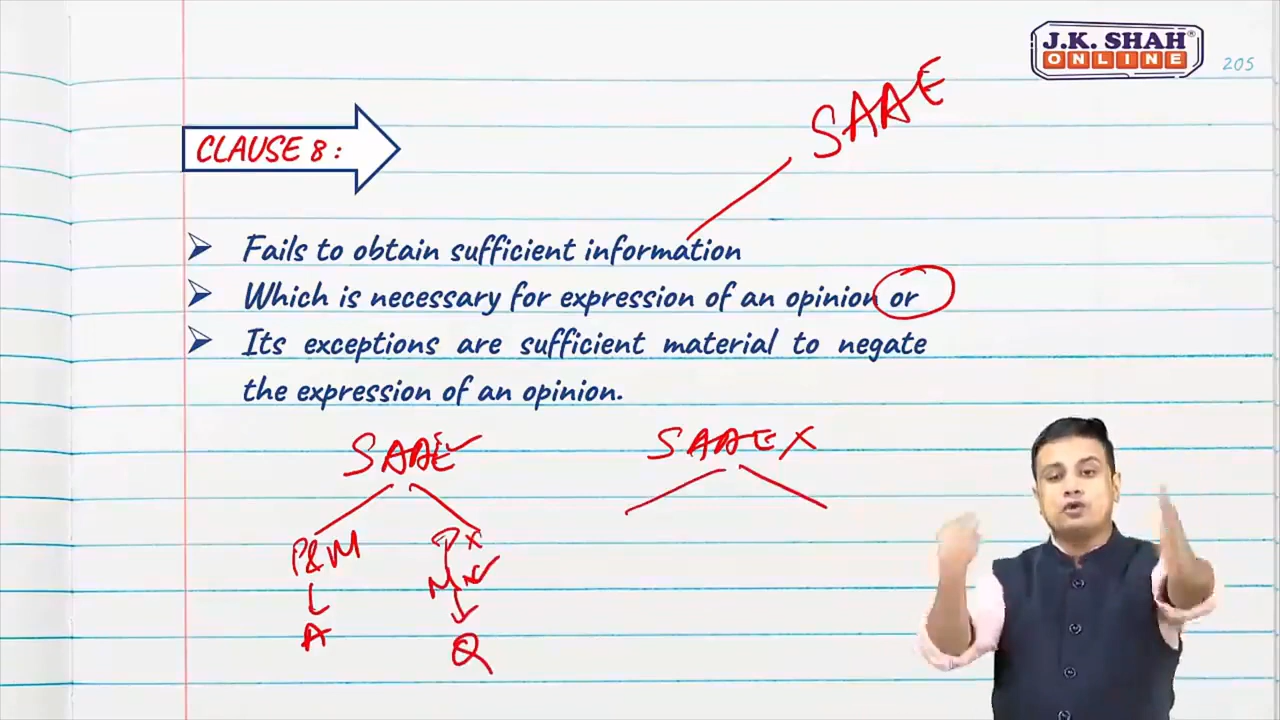 J.K. SHAH®
ONLINE
205
SAAE
CLAUSE 8 :
Fails to obtain sufficient information
Which is necessary for expression of an opinion or
Its exceptions are sufficient material to negate
the expression of an opinion.
SAAE✓ SAAE X
P&M P X
M ✓
A Q